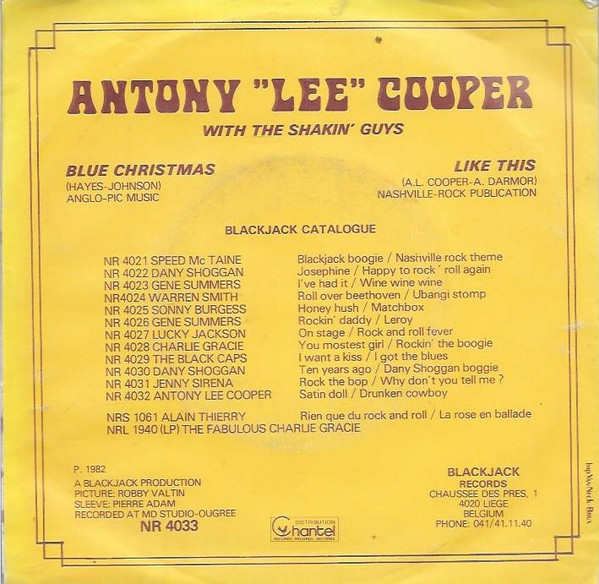 ANTONY "LEE" COOPER
WITH THE SHAKIN' GUYS
BLUE CHRISTMAS
(HAYES-JOHNSON)
ANGLO-PIC MUSIC
LIKE THIS
(A.L. COOPER-A. DARMOR)
NASHVILLE-ROCK PUBLICATION
BLACKJACK CATALOGUE
NR 4021 SPEED Mc TAINE Blackjack boogie / Nashville rock theme
NR 4022 DANY SHOGGAN Josephine / Happy to rock ' roll again
NR 4023 GENE SUMMERS I've had it / Wine wine wine
NR4024 WARREN SMITH Roll over beethoven / Ubangi stomp
NR 4025 SONNY BURGESS Honey hush / Matchbox
NR 4026 GENE SUMMERS Rockin' daddy / Leroy
NR 4027 LUCKY JACKSON On stage / Rock and roll fever
NR 4028 CHARLIE GRACIE You mostest girl / Rockin' the boogie
NR 4029 THE BLACK CAPS I want a kiss / I got the blues
NR 4030 DANY SHOGGAN Ten years ago / Dany Shoggan boggie
NR 4031 JENNY SIRENA Rock the bop / Why don't you tell me ?
NR 4032 ANTONY LEE COOPER Satin doll / Drunken cowboy
NRS 1061 ALAIN THIERRY Rien que du rock and roll / La rose en ballade
NRL 1940 (LP) THE FABULOUS CHARLIE GRACIE
P. 1982
A BLACKJACK PRODUCTION
PICTURE: ROBBY VALTIN
SLEEVE: PIERRE ADAM
RECORDED AT MD STUDIO-OUGREE
NR 4033
DISTRIBUTION
Chantel
BLACKJACK
RECORDS
CHAUSSEE DES PRES, 1
4020 LIEGE
BELGIUM
PHONE: 041/41.11.40